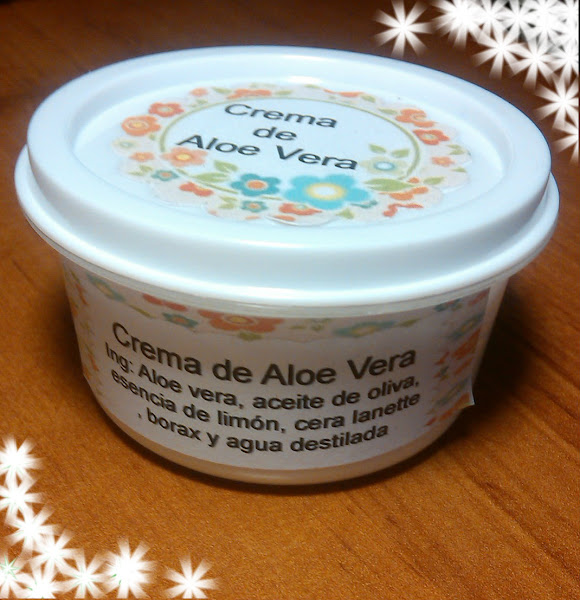 Crema
de
Aloe Vera
Crema de Aloe Vera
Ing: Aloe vera, aceite de oliva,
esencia de limón, cera lanette
, borax y agua destilada